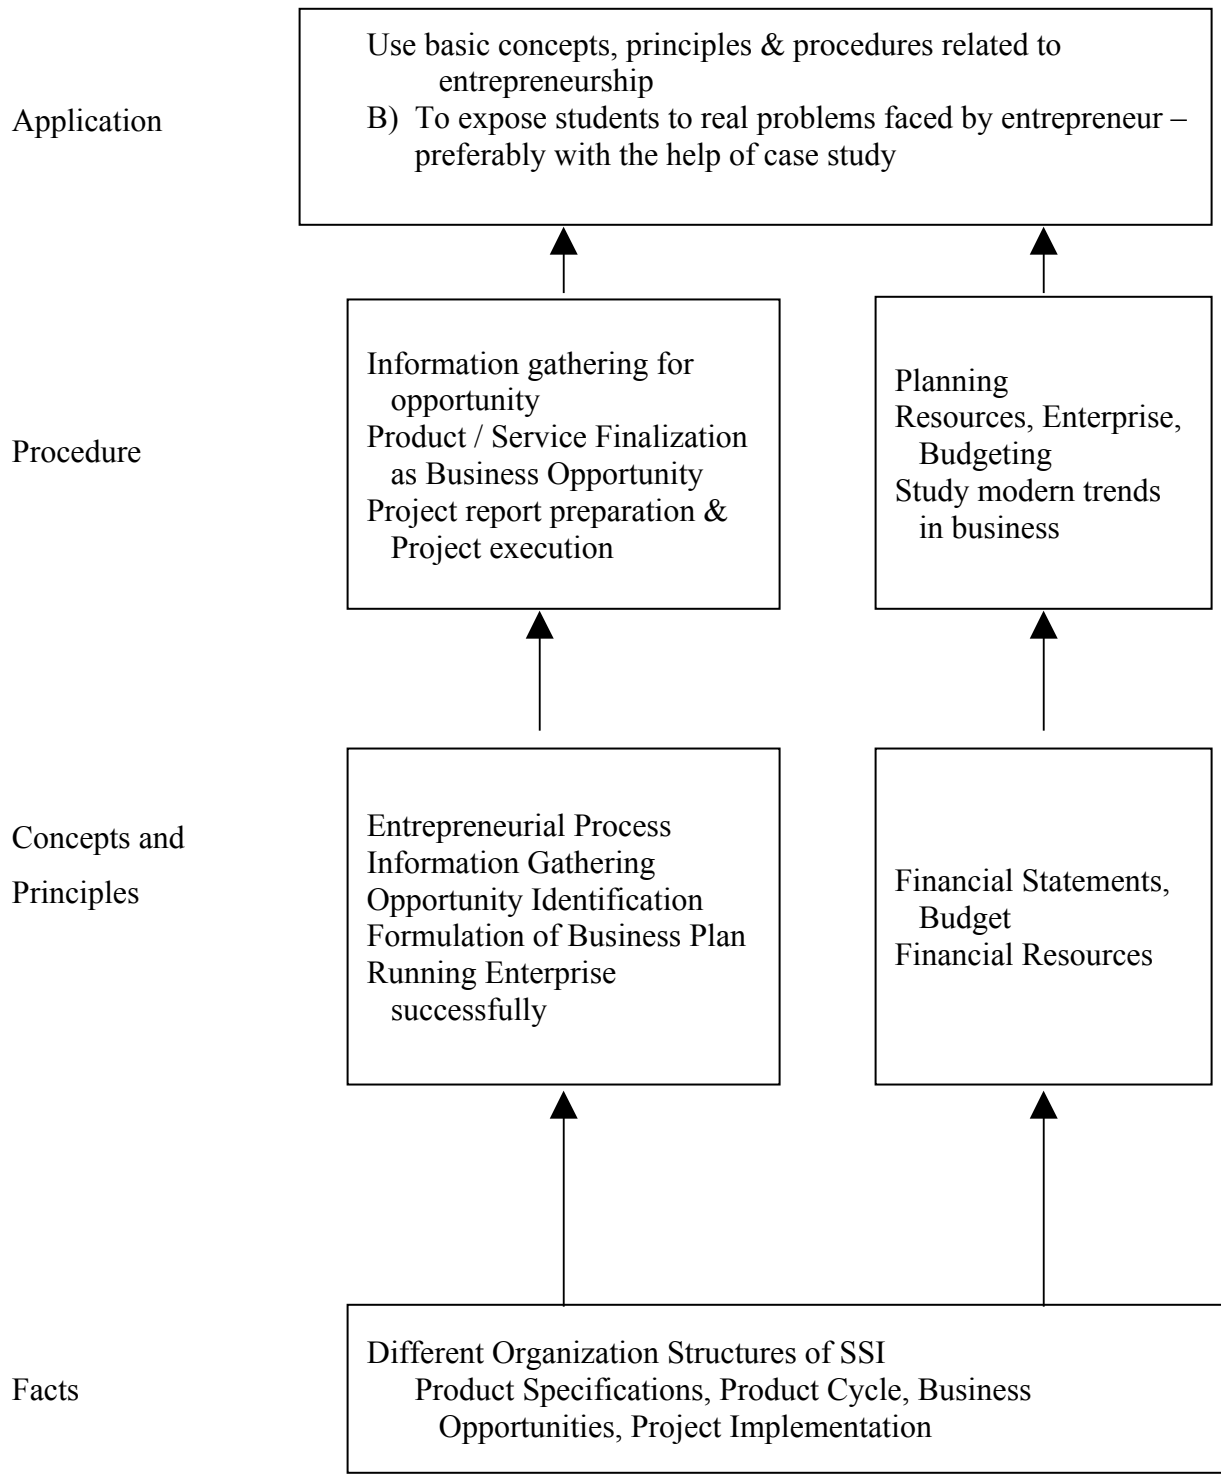 Application
Use basic concepts, principles & procedures related to
entrepreneurship
B) To expose students to real problems faced by entrepreneur –
preferably with the help of case study
Procedure
Information gathering for
opportunity
Product / Service Finalization
as Business Opportunity
Project report preparation &
Project execution
Planning
Resources, Enterprise,
Budgeting
Study modern trends
in business
Concepts and
Principles
Entrepreneurial Process
Information Gathering
Opportunity Identification
Formulation of Business Plan
Running Enterprise
successfully
Financial Statements,
Budget
Financial Resources
Facts
Different Organization Structures of SSI
Product Specifications, Product Cycle, Business
Opportunities, Project Implementation